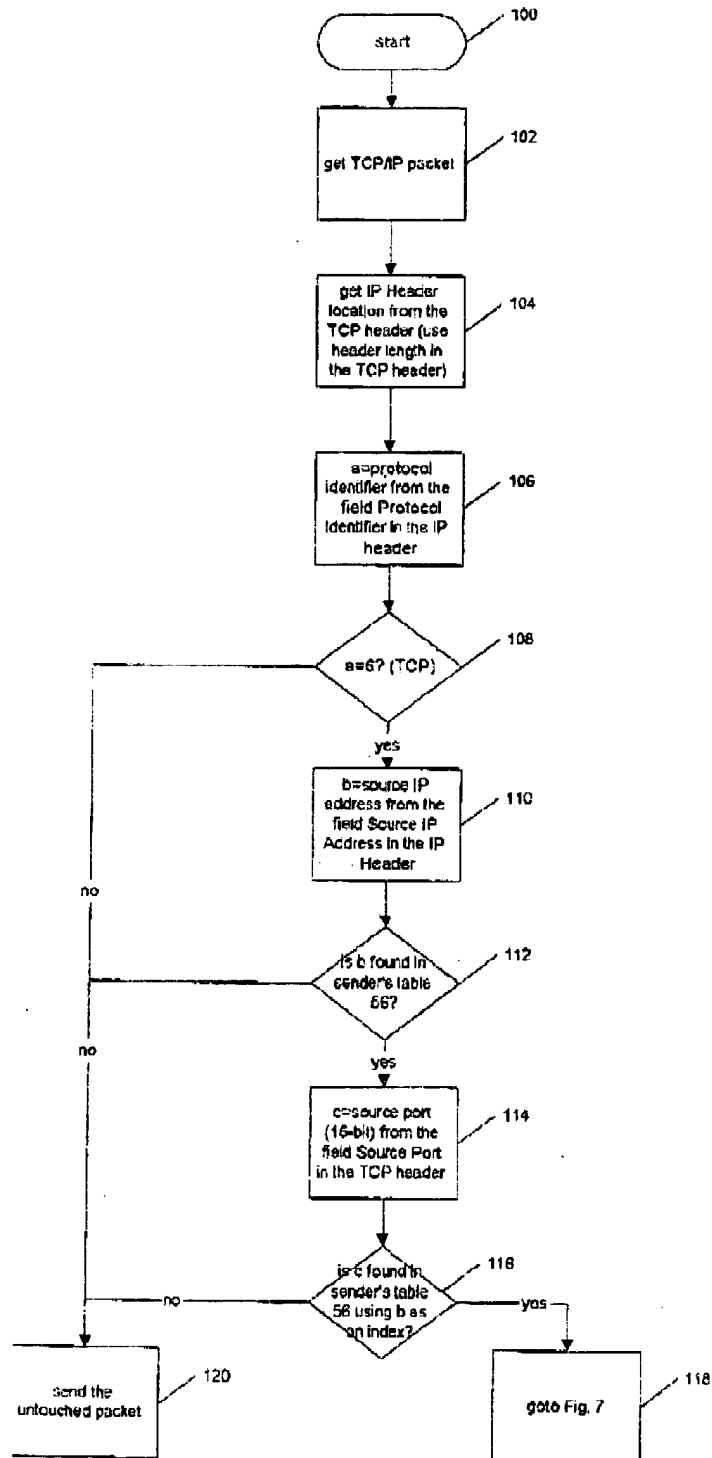 start
100
get TCP/IP packet
102
get IP Header
location from the
TCP header (use
header length in
the TCP header)
104
a=protocol
identifier from the
field Protocol
Identifier in the IP
header
106
a=6? (TCP)
108
yes
b=source IP
address from the
field Source IP
Address in the IP
Header
110
no
is b found in
sender's table
56?
112
no
yes
c=source port
(16-bit) from the
field Source Port
in the TCP header
114
is c found in
sender's table
56 using b as
an index?
116
no
yes
send the
untouched packet
120
goto Fig. 7
118